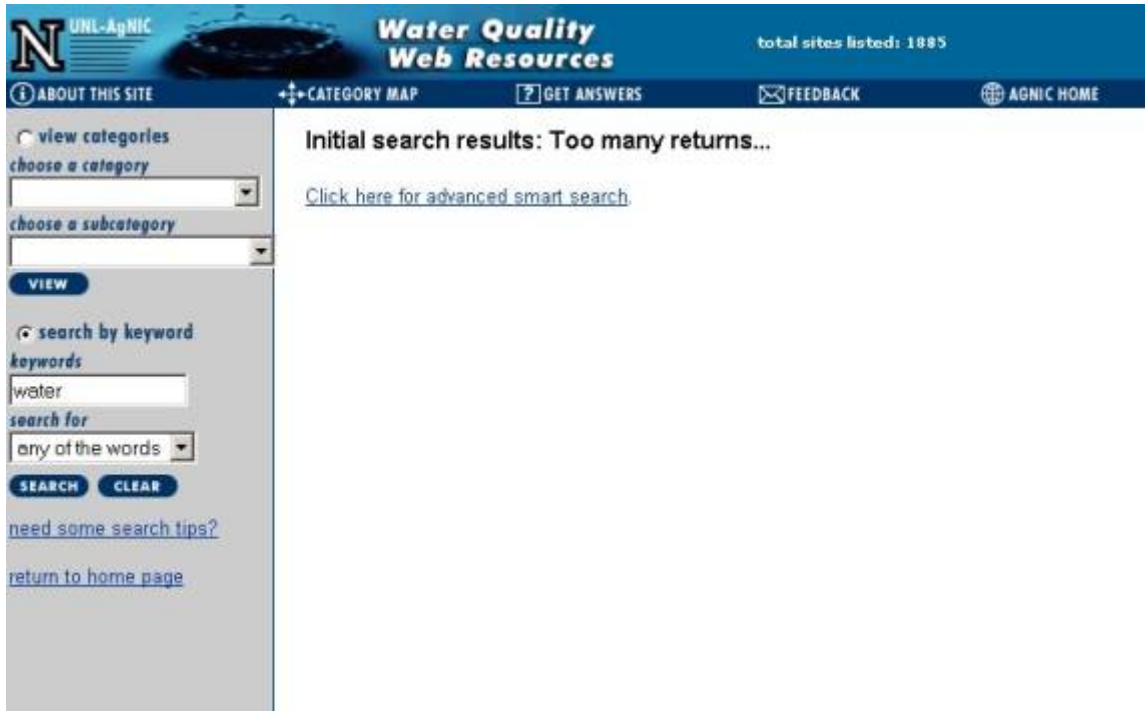 N UNL-AgNIC
Water Quality
Web Resources
total sites listed: 1885
ABOUT THIS SITE
CATEGORY MAP
? GET ANSWERS
FEEDBACK
AGNIC HOME
view categories
choose a category
choose a subcategory
VIEW
search by keyword
keywords
water
search for
any of the words
SEARCH CLEAR
need some search tips?
return to home page
Initial search results: Too many returns...
Click here for advanced smart search.